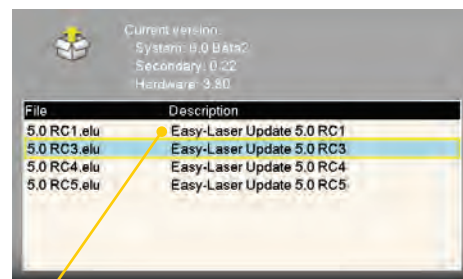 Current version:
System: 6.0 Beta2
Secondary: 0.22
Hardware: 3.80
File Description
5.0 RC1.elu Easy-Laser Update 5.0 RC1
5.0 RC3.elu Easy-Laser Update 5.0 RC3
5.0 RC4.elu Easy-Laser Update 5.0 RC4
5.0 RC5.elu Easy-Laser Update 5.0 RC5